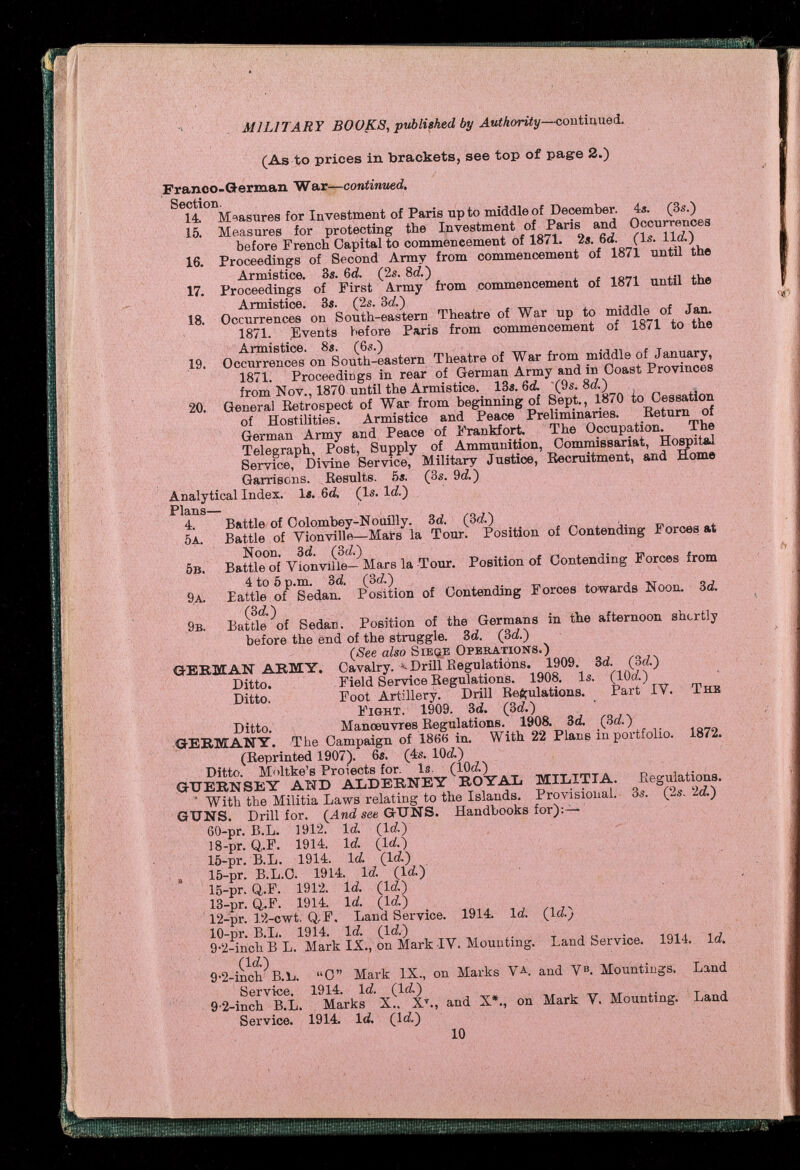 MILITARY BOOKS, published by Authority—continued.
(As to prices in brackets, see top of page 2.)
Franco-German War—continued.
Section.
14. Measures for Investment of Paris up to middle of December. 4s. (3s.)
15. Measures for protecting the Investment of Paris and Occurrences
before French Capital to commencement of 1871. 2s. 6d. (1s. 11d.)
16. Proceedings of Second Army from commencement of 1871 until the
Armistice. 3s. 6d. (2s. 8d.)
17. Proceedings of First Army from commencement of 1871 until the
Armistice. 3s. (2s. 3d.)
18. Occurrences on South-eastern Theatre of War up to middle of Jan.
1871. Events before Paris from commencement of 1871 to the
Armistice. 8s. (6s.)
19. Occurrences on South-eastern Theatre of War from middle of January,
1871. Proceedings in rear of German Army and in Coast Provinces
from Nov., 1870 until the Armistice. 13s. 6d. (9s. 8d.)
20. General Retrospect of War from beginning of Sept., 1870 to Cessation
of Hostilities. Armistice and Peace Preliminaries. Return of
German Army and Peace of Frankfort. The Occupation. The
Telegraph, Post, Supply of Ammunition, Commissariat, Hospital
Service, Divine Service, Military Justice, Recruitment, and Home
Garrisons. Results. 5s. (3s. 9d.)
Analytical Index. 1s. 6d. (1s. 1d.)
Plans—
4. Battle of Colombey-Nouilly. 3d. (3d.)
5A. Battle of Vionville—Mars la Tour. Position of Contending Forces at
Noon. 3d. (3d.)
5B. Battle of Vionville—Mars la Tour. Position of Contending Forces from
4 to 5 p.m. 3d. (3d.)
9A. Battle of Sedan. Position of Contending Forces towards Noon. 3d.
(3d.)
9B. Battle of Sedan. Position of the Germans in the afternoon shortly
before the end of the struggle. 3d. (3d.)
(See also SIEGE OPERATIONS.)
GERMAN ARMY. Cavalry. Drill Regulations. 1909. 3d. (3d.)
Ditto. Field Service Regulations. 1908. 1s. (10d.)
Ditto. Foot Artillery. Drill Regulations. Part IV. THE
FIGHT. 1909. 3d. (3d.)
Ditto. Manœuvres Regulations. 1908. 3d. (3d.)
GERMANY. The Campaign of 1866 in. With 22 Plans in portfolio. 1872.
(Reprinted 1907). 6s. (4s. 10d.)
Ditto. Moltke's Projects for. 1s. (10d.)
GUERNSEY AND ALDERNEY ROYAL MILITIA. Regulations.
With the Militia Laws relating to the Islands. Provisional. 3s. (2s. 2d.)
GUNS. Drill for. (And see GUNS. Handbooks for):—
60-pr. B.L. 1912. 1d. (1d.)
18-pr. Q.F. 1914. 1d. (1d.)
15-pr. B.L. 1914. 1d. (1d.)
15-pr. B.L.C. 1914. 1d. (1d.)
15-pr. Q.F. 1912. 1d. (1d.)
13-pr. Q.F. 1914. 1d. (1d.)
12-pr. 12-cwt. Q.F. Land Service. 1914. 1d. (1d.)
10-pr. B.L. 1914. 1d. (1d.)
9·2-inch B L. Mark IX., on Mark IV. Mounting. Land Service. 1914. 1d.
(1d.)
9·2-inch B.L. "C" Mark IX., on Marks VA. and VB. Mountings. Land
Service. 1914. 1d. (1d.)
9·2-inch B.L. Marks X., Xv., and X*., on Mark V. Mounting. Land
Service. 1914. 1d. (1d.)
10